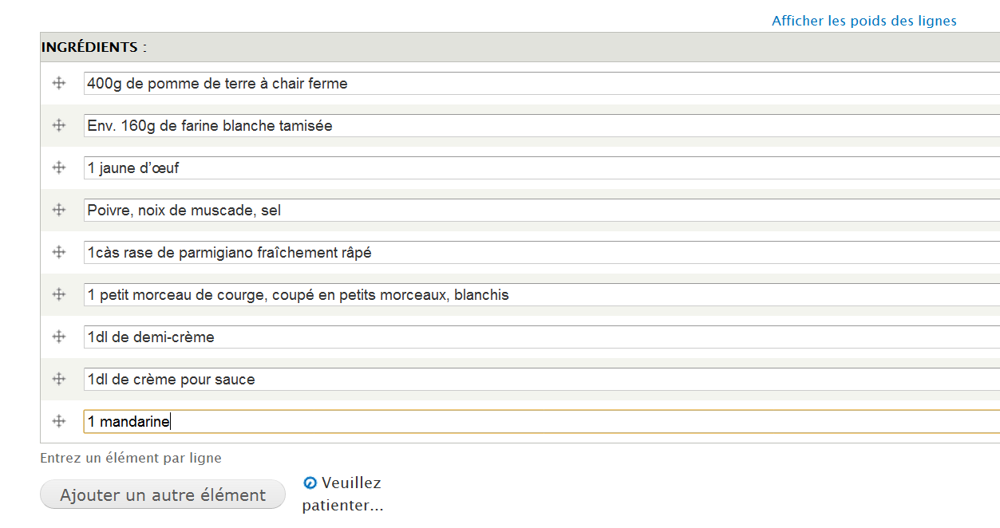 Afficher les poids des lignes
INGRÉDIENTS :
400g de pomme de terre à chair ferme
Env. 160g de farine blanche tamisée
1 jaune d’œuf
Poivre, noix de muscade, sel
1càs rase de parmigiano fraîchement râpé
1 petit morceau de courge, coupé en petits morceaux, blanchis
1dl de demi-crème
1dl de crème pour sauce
1 mandarine
Entrez un élément par ligne
Ajouter un autre élément
Veuillez
patienter...